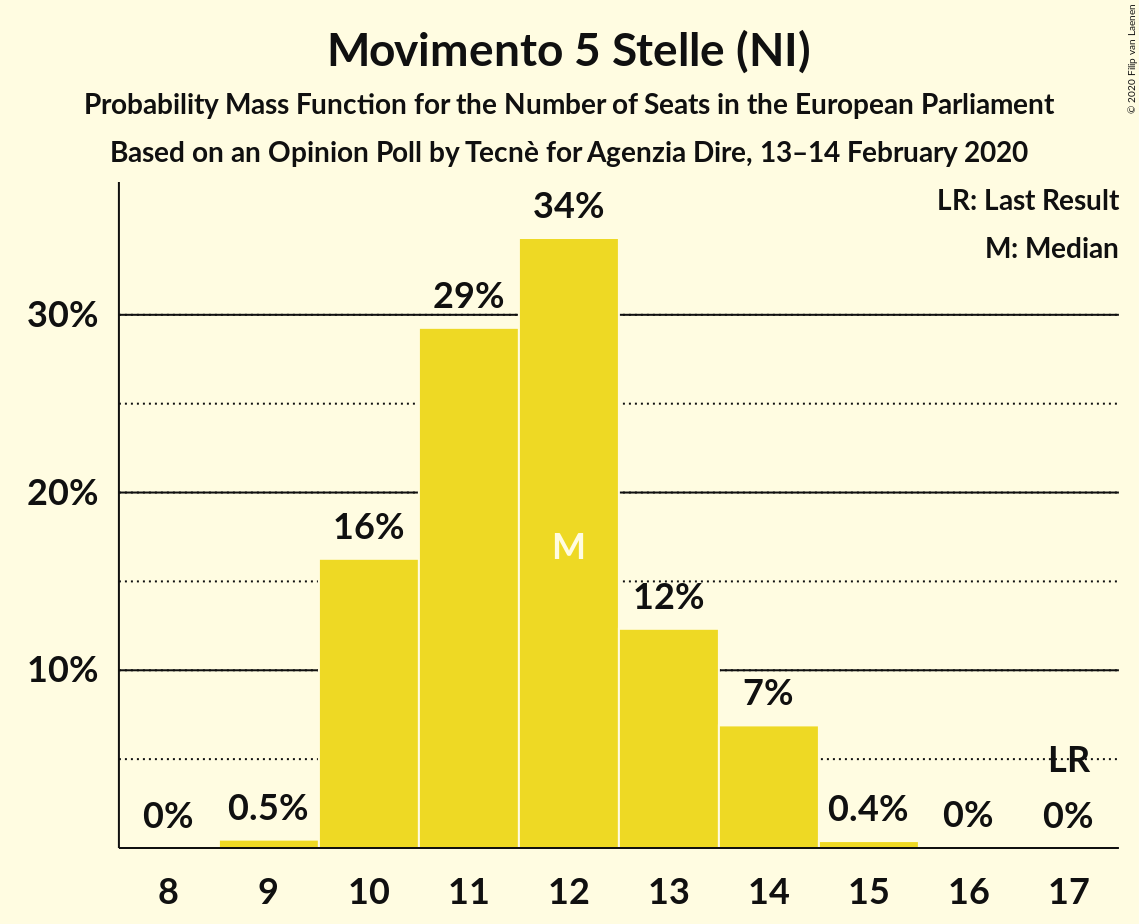 Movimento 5 Stelle (NI)
Probability Mass Function for the Number of Seats in the European Parliament
Based on an Opinion Poll by Tecnè for Agenzia Dire, 13–14 February 2020
© 2020 Filip van Laenen
LR: Last Result
M: Median
34%
29%
30%
20%
16%
M
12%
10%
7%
LR
0%
0.5%
0.4%
0%
0%
8 9 10 11 12 13 14 15 16 17